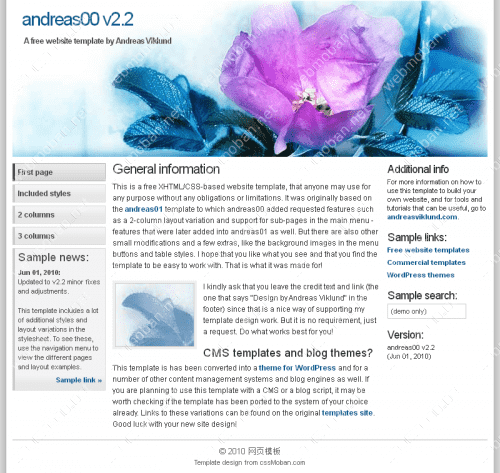 andreas00 v2.2
A free website template by Andreas Viklund
First page
Included styles
2 columns
3 columns
Sample news:
Jun 01, 2010:
Updated to v2.2 minor fixes
and adjustments.
This template includes a lot
of additional styles and
layout variations in the
stylesheet. To see these,
use the navigation menu to
view the different pages
and layout examples.
Sample link »
General information
This is a free XHTML/CSS-based website template, that anyone may use for
any purpose without any obligations or limitations. It was originally based on
the andreas01 template to which andreas00 added requested features such
as a 2-column layout variation and support for sub-pages in the main menu -
features that were later added into andreas01 as well. But there are also other
small modifications and a few extras, like the background images in the menu
buttons and table styles. I hope that you like what you see and that you find the
template to be easy to work with. That is what it was made for!
I kindly ask that you leave the credit text and link (the
one that says "Design by Andreas Viklund" in the
footer) since that is a nice way of supporting my
template design work. But it is no requirement, just
a request. Do what works best for you!
CMS templates and blog themes?
This template is has been converted into a theme for WordPress and for a
number of other content management systems and blog engines as well. If
you are planning to use this template with a CMS or a blog script, it may be
worth checking if the template has been ported to the system of your choice
already. Links to these variations can be found on the original templates site.
Good luck with your new site design!
Additional info
For more information on how to
use this template to build your
own website, and for tools and
tutorials that can be useful, go to
andreasviklund.com.
Sample links:
Free website templates
Commercial templates
WordPress themes
Sample search:
(demo only)
Version:
andreas00 v2.2
(Jun 01, 2010)
© 2010 网页模板
Template design from cssMoban.com
webmoban.net